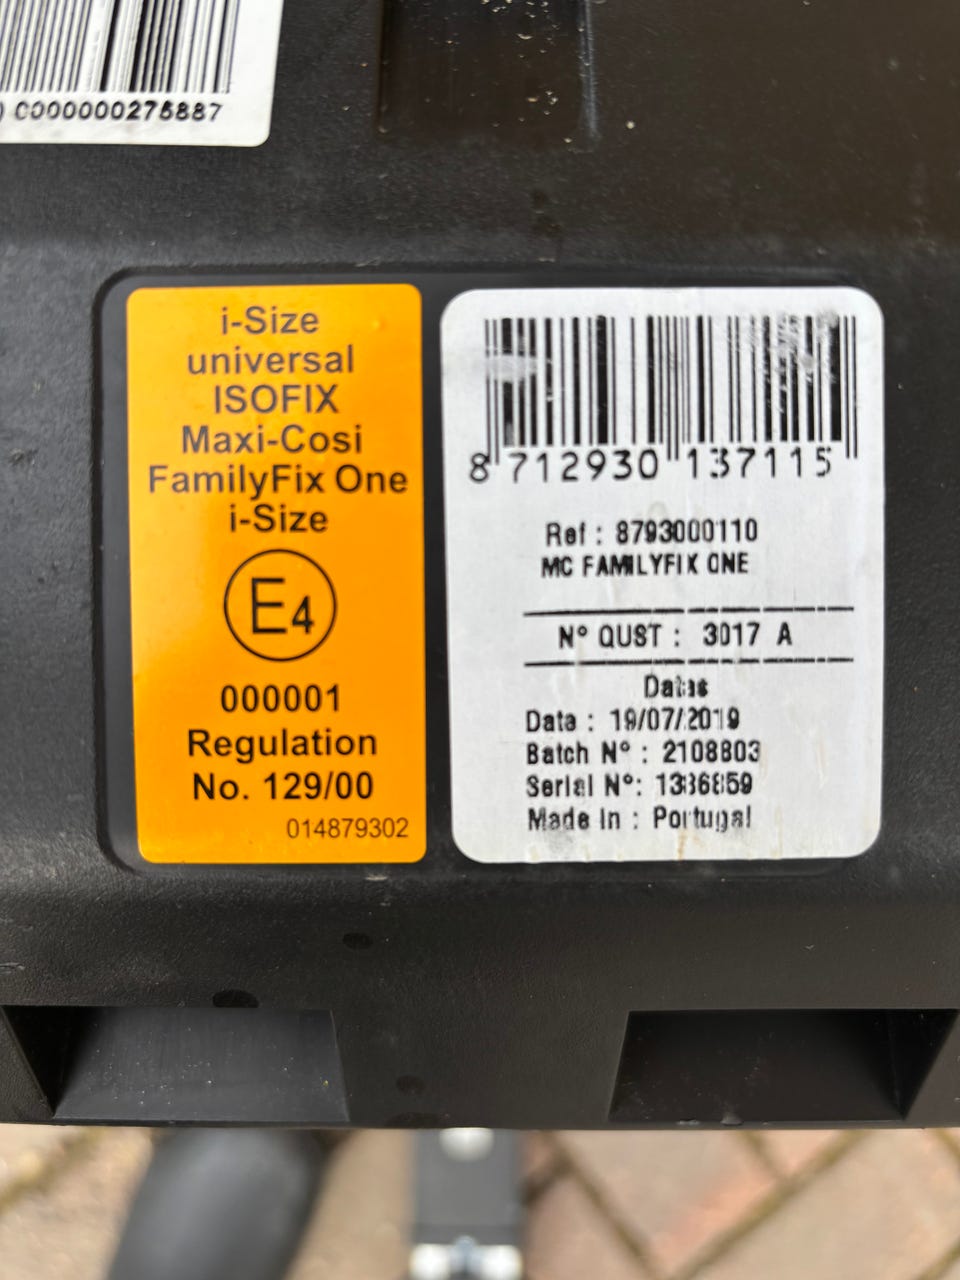 0000000275887
i-Size
universal
ISOFIX
Maxi-Cosi
FamilyFix One
i-Size
E4
000001
Regulation
No. 129/00
014879302
8 712930 137115
Ref : 8793000110
MC FAMILYFIX ONE
N° QUST : 3017 A
Datas
Data : 19/07/2019
Batch N° : 2108803
Serial N°: 1386859
Made In : Portugal